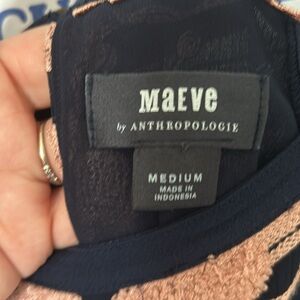 MAEVE
by ANTHROPOLOGIE
MEDIUM
MADE IN
INDONESIA